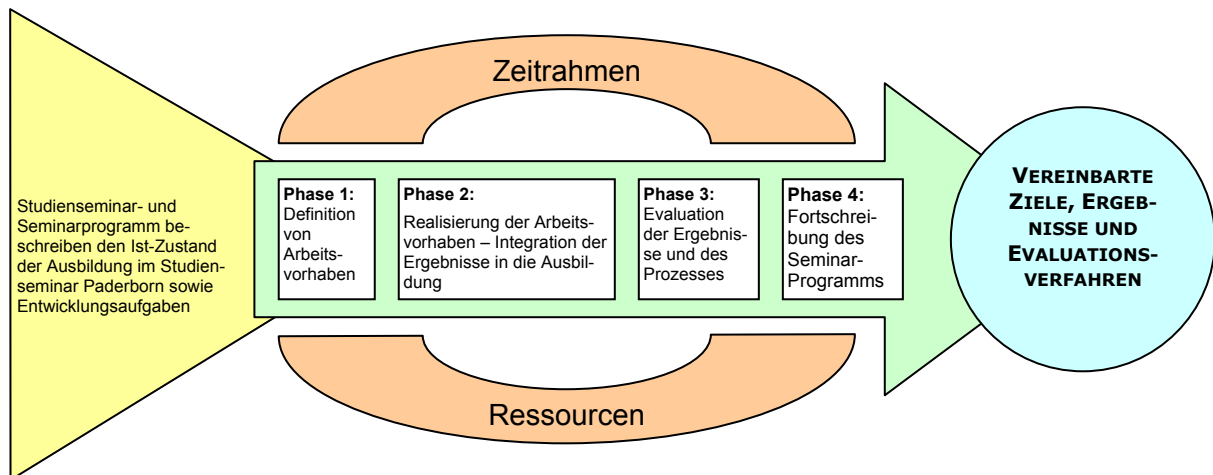 Zeitrahmen
Studienseminar- und
Seminarprogramm be-
schreiben den Ist-Zustand
der Ausbildung im Studien-
seminar Paderborn sowie
Entwicklungsaufgaben
Phase 1:
Definition
von
Arbeits-
vorhaben
Phase 2:
Realisierung der Arbeits-
vorhaben – Integration der
Ergebnisse in die Ausbil-
dung
Phase 3:
Evaluation
der Ergebnis-
se und des
Prozesses
Phase 4:
Fortschrei-
bung des
Seminar-
Programms
VEREINBARTE
ZIELE, ERGEB-
NISSE UND
EVALUATIONS-
VERFAHREN
Ressourcen